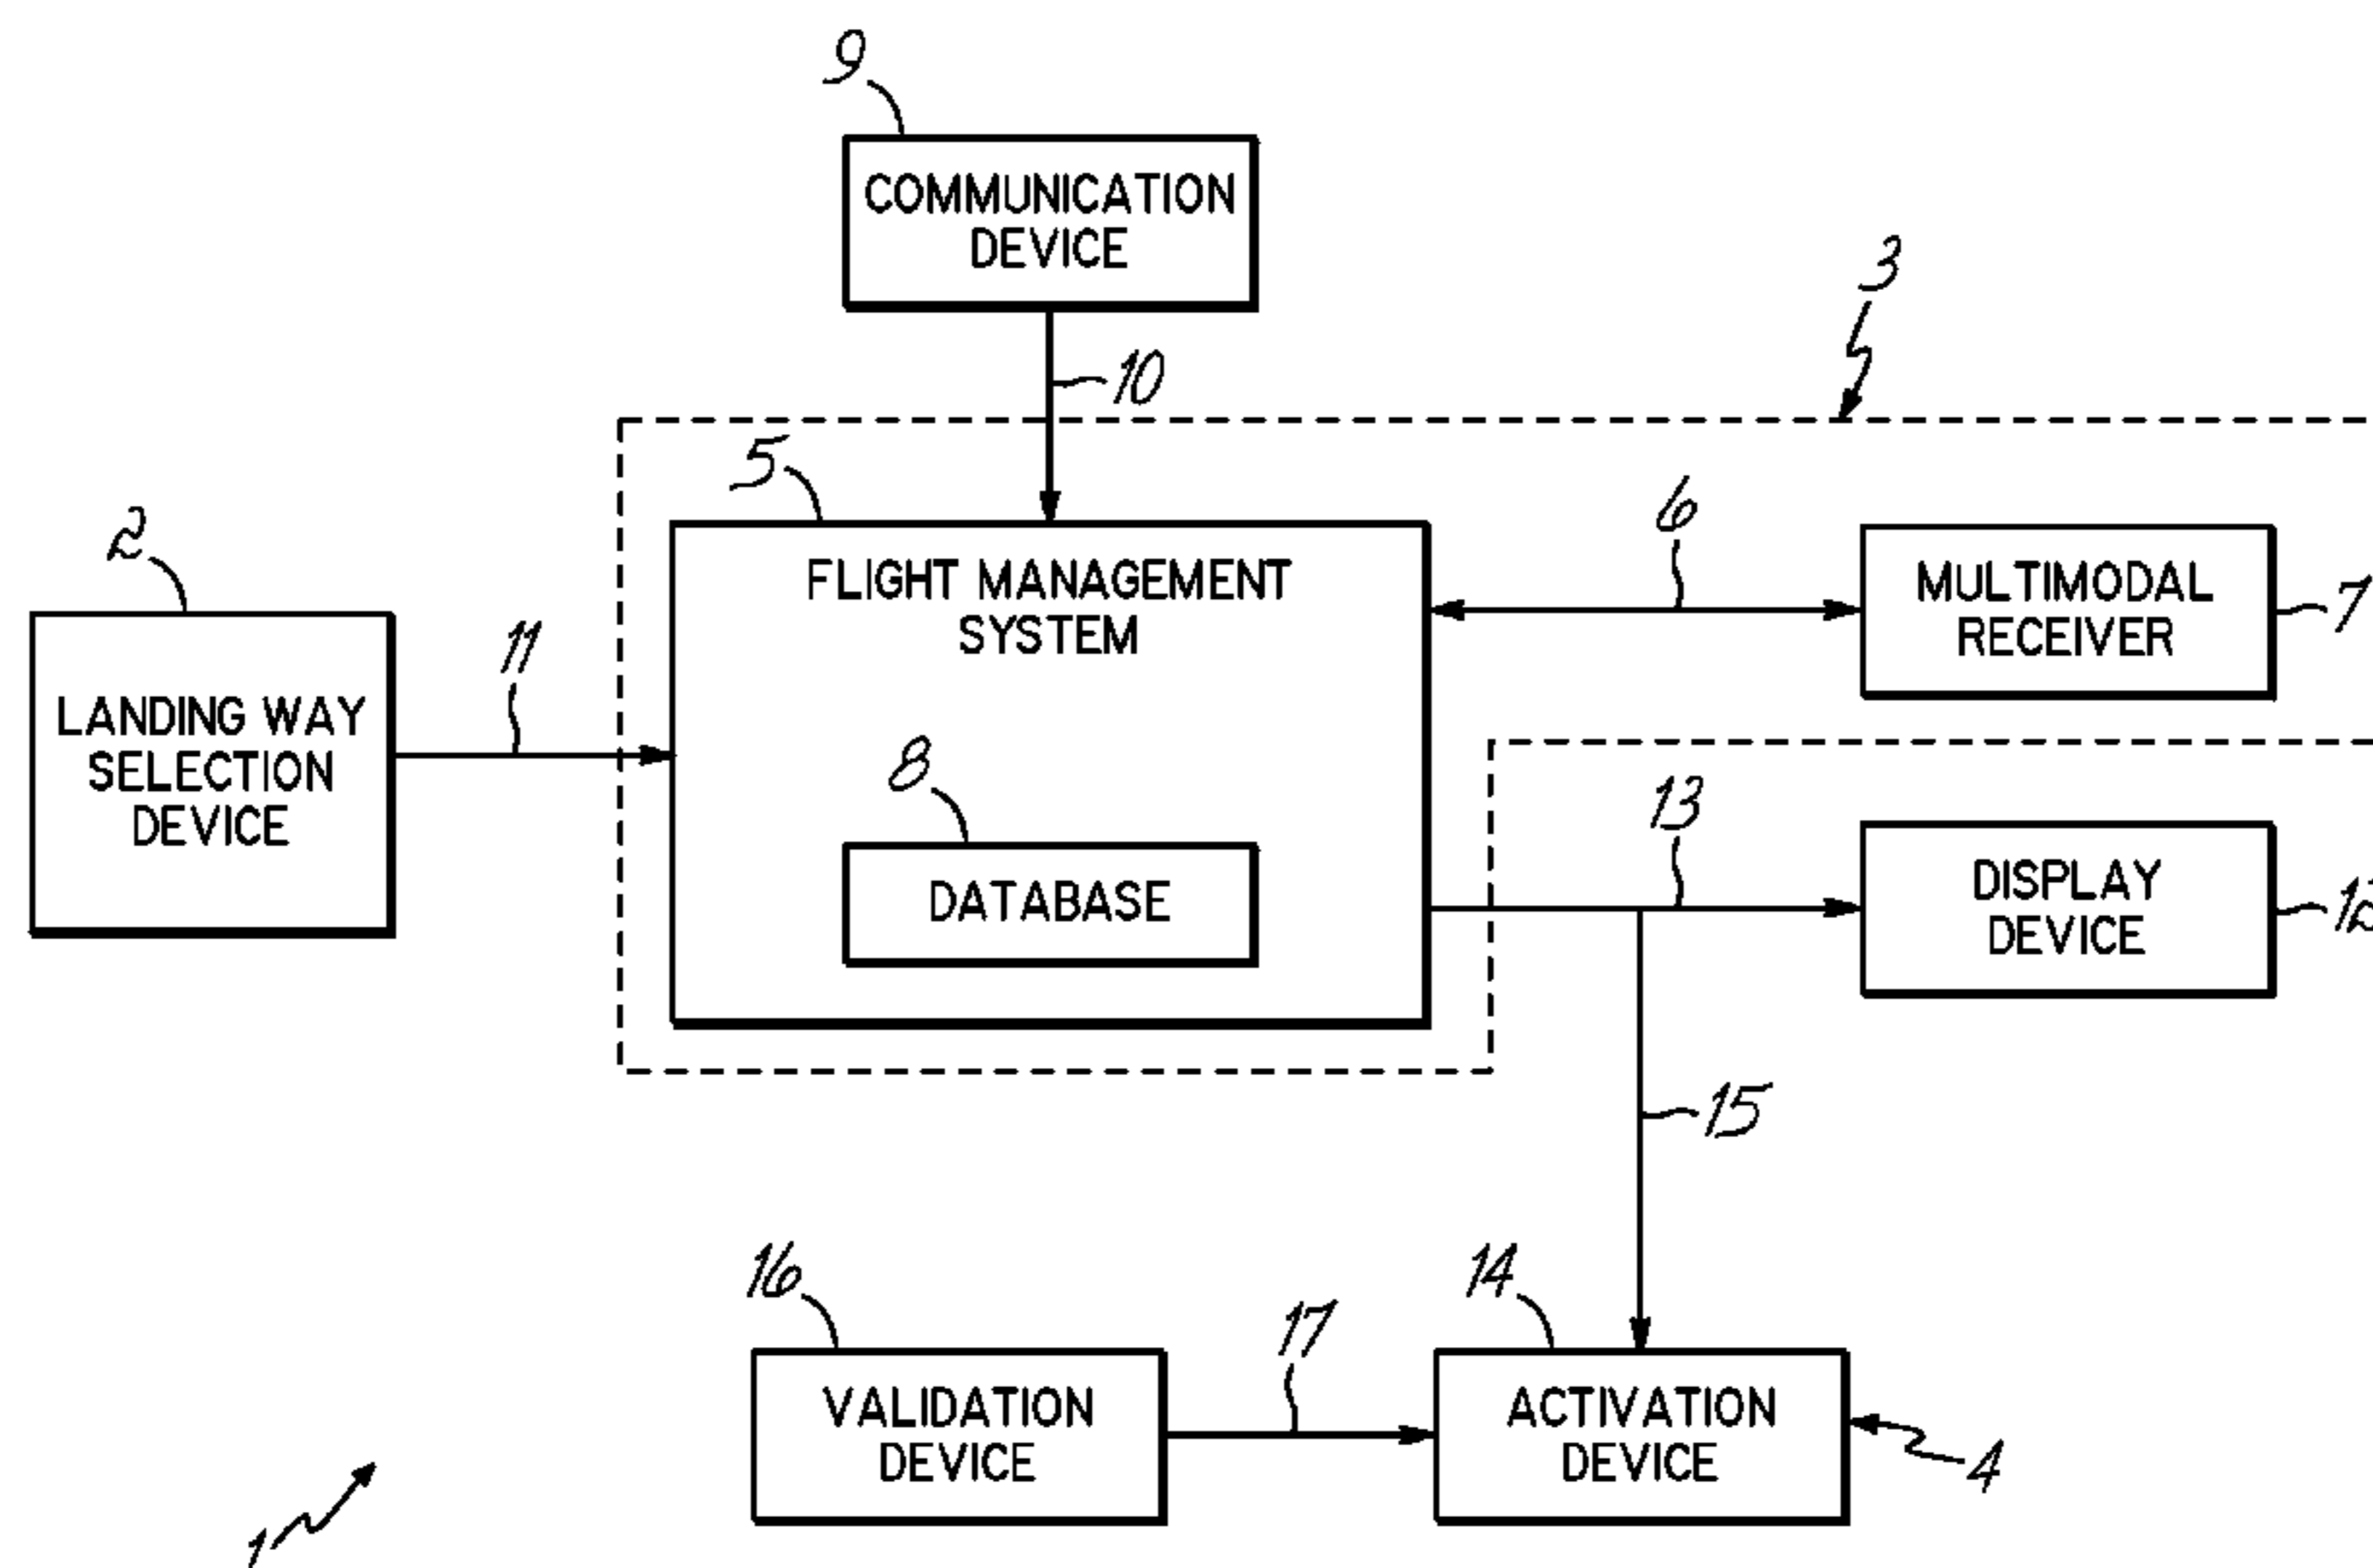 9
COMMUNICATION
DEVICE
3
10
5
6
2
FLIGHT MANAGEMENT
SYSTEM
MULTIMODAL
RECEIVER
7
11
LANDING WAY
SELECTION
DEVICE
8
DATABASE
13
DISPLAY
DEVICE
15
16
VALIDATION
DEVICE
17
14
ACTIVATION
DEVICE
4
1